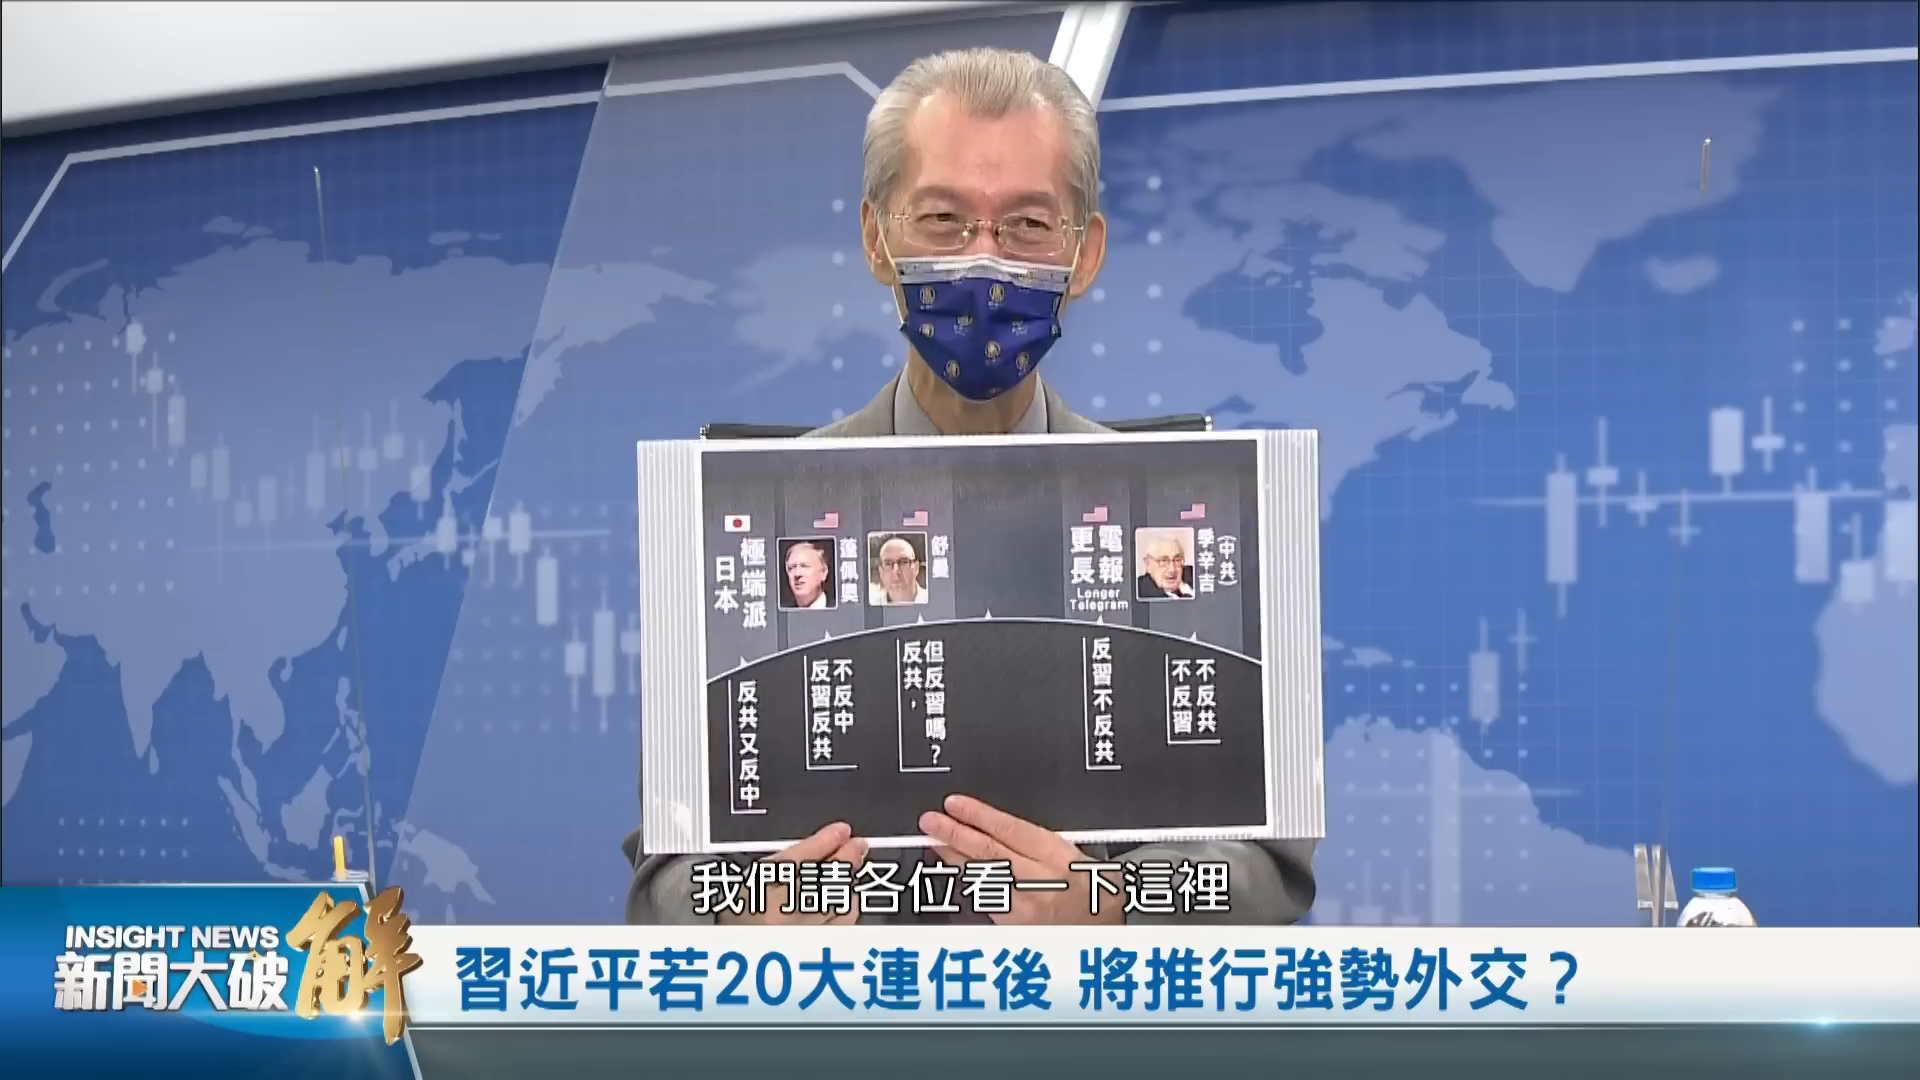 極端派
日本
蓬佩奧
舒曼
電報
更長
Longer
Telegram
(中共)
季辛吉
反共又反中
不反中
反習反共
但反習嗎?
反共,
反習不反共
不反共
不反習
我們請各位看一下這裡
INSIGHT NEWS
新聞大破解
習近平若20大連任後 將推行強勢外交?